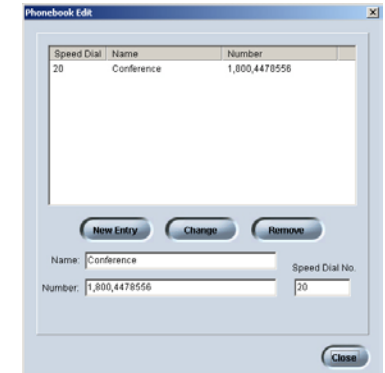 Phonebook Edit
Speed Dial Name Number
20 Conference 1,800,4478556
New Entry Change Remove
Name: Conference
Speed Dial No.
Number: 1,800,4478556 20
Close